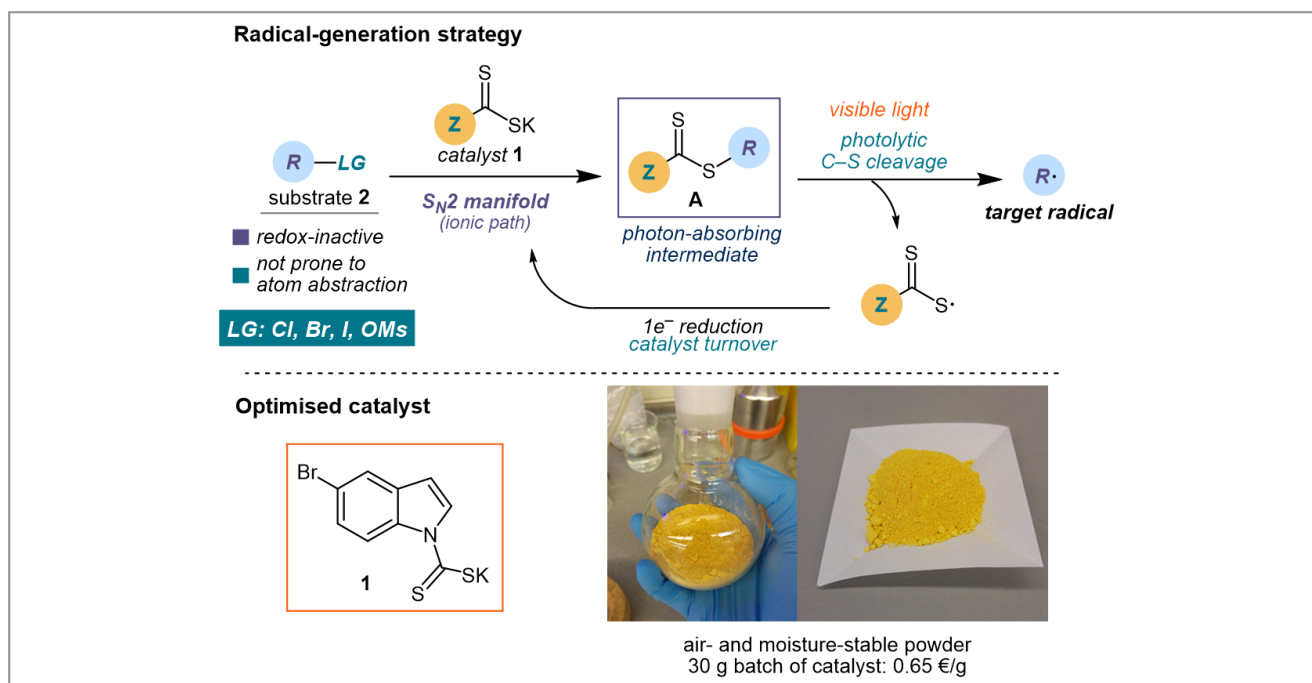 Radical-generation strategy
S
Z
SK
catalyst 1
R—LG
substrate 2
redox-inactive
not prone to
atom abstraction
LG: Cl, Br, I, OMs
SN2 manifold
(ionic path)
S
R
Z
S
A
photon-absorbing
intermediate
visible light
photolytic
C–S cleavage
R·
target radical
S
Z
S·
1e⁻ reduction
catalyst turnover
Optimised catalyst
Br
N
SK
S
1
air- and moisture-stable powder
30 g batch of catalyst: 0.65 €/g